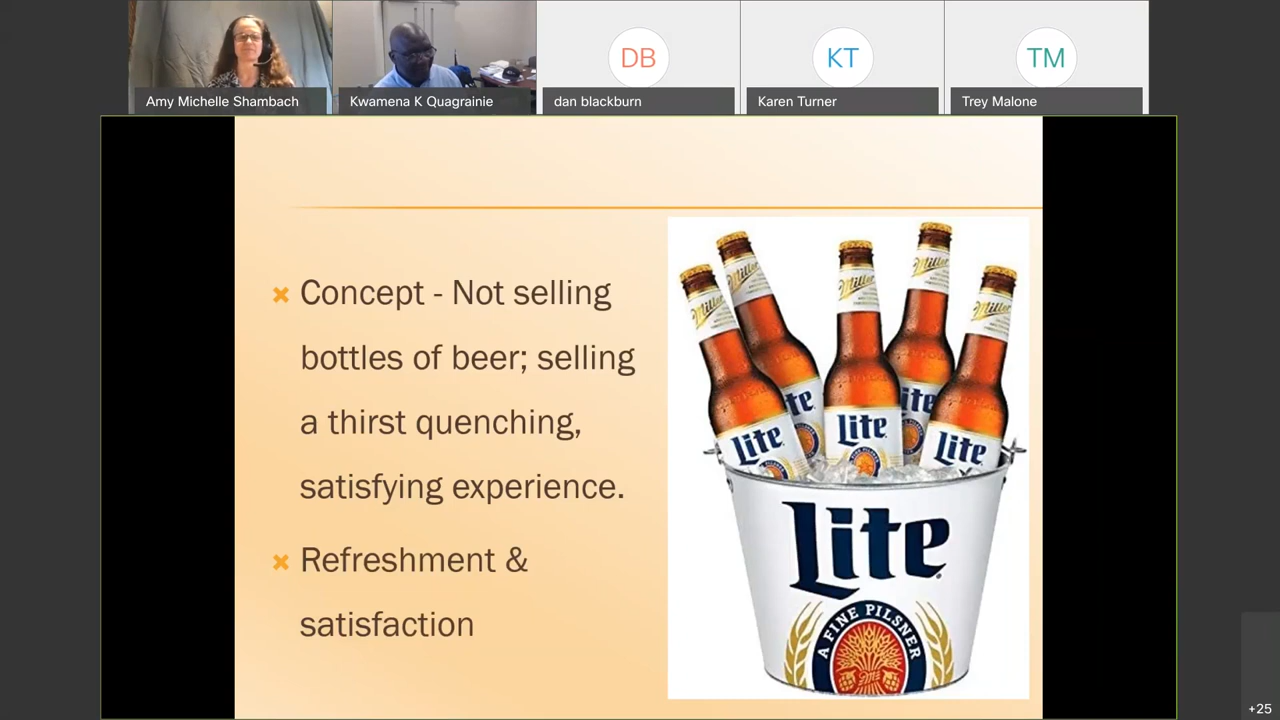 DB
KT
TM
Amy Michelle Shambach
Kwamena K Quagrainie
dan blackburn
Karen Turner
Trey Malone
Concept - Not selling
bottles of beer; selling
a thirst quenching,
satisfying experience.
Refreshment &
satisfaction
Miller
Miller
Miller
Miller
Miller
Lite
Lite
Lite
Lite
A FINE PILSNER
+25